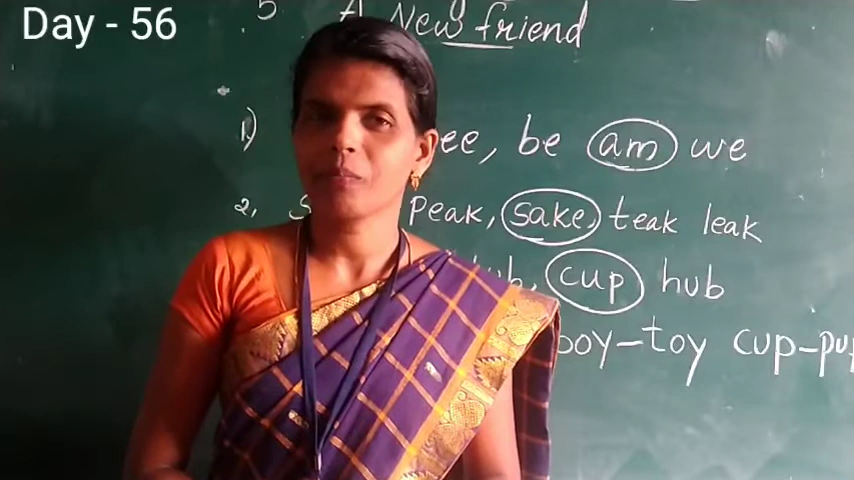 Day - 56
5 A New friend
1) ee, be am we
2, peak, sake, teak leak
cup hub
boy-toy cup-pup